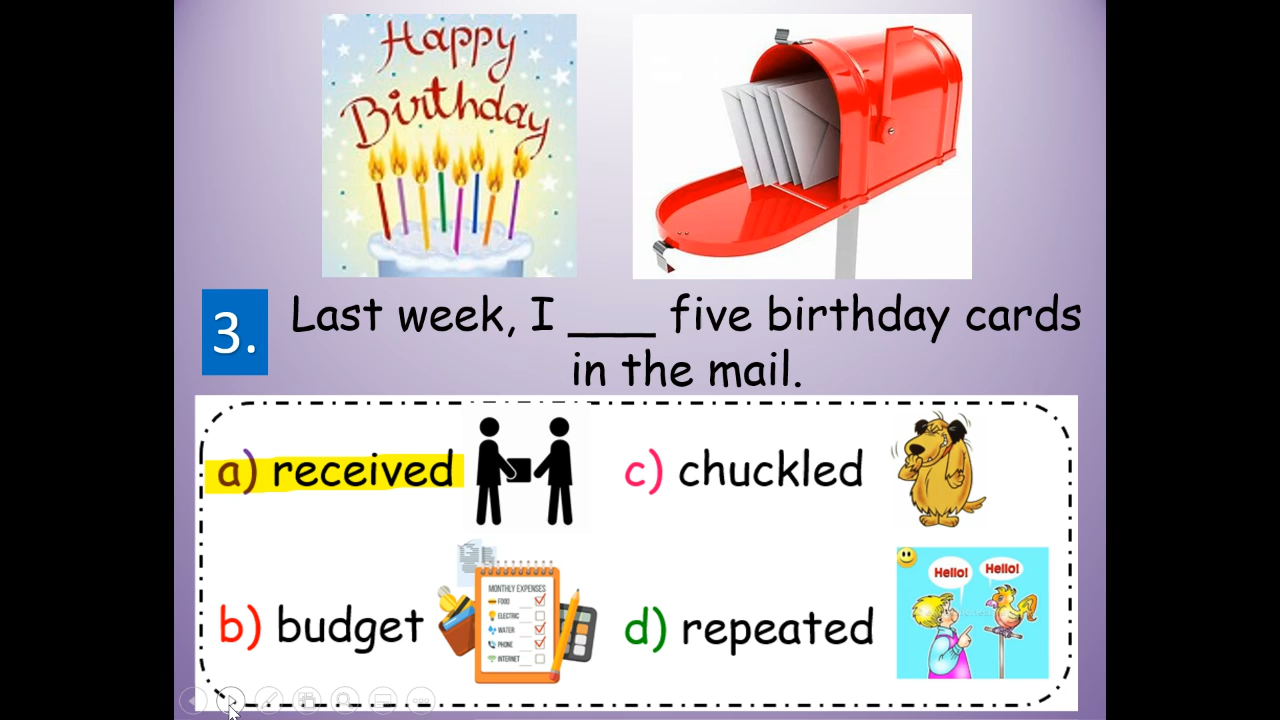 Happy
Birthday
3.
Last week, I ___ five birthday cards
in the mail.
a) received
c) chuckled
b) budget
MONTHLY EXPENSES
FOOD
ELECTRIC
WATER
PHONE
INTERNET
Hello!
Hello!
d) repeated